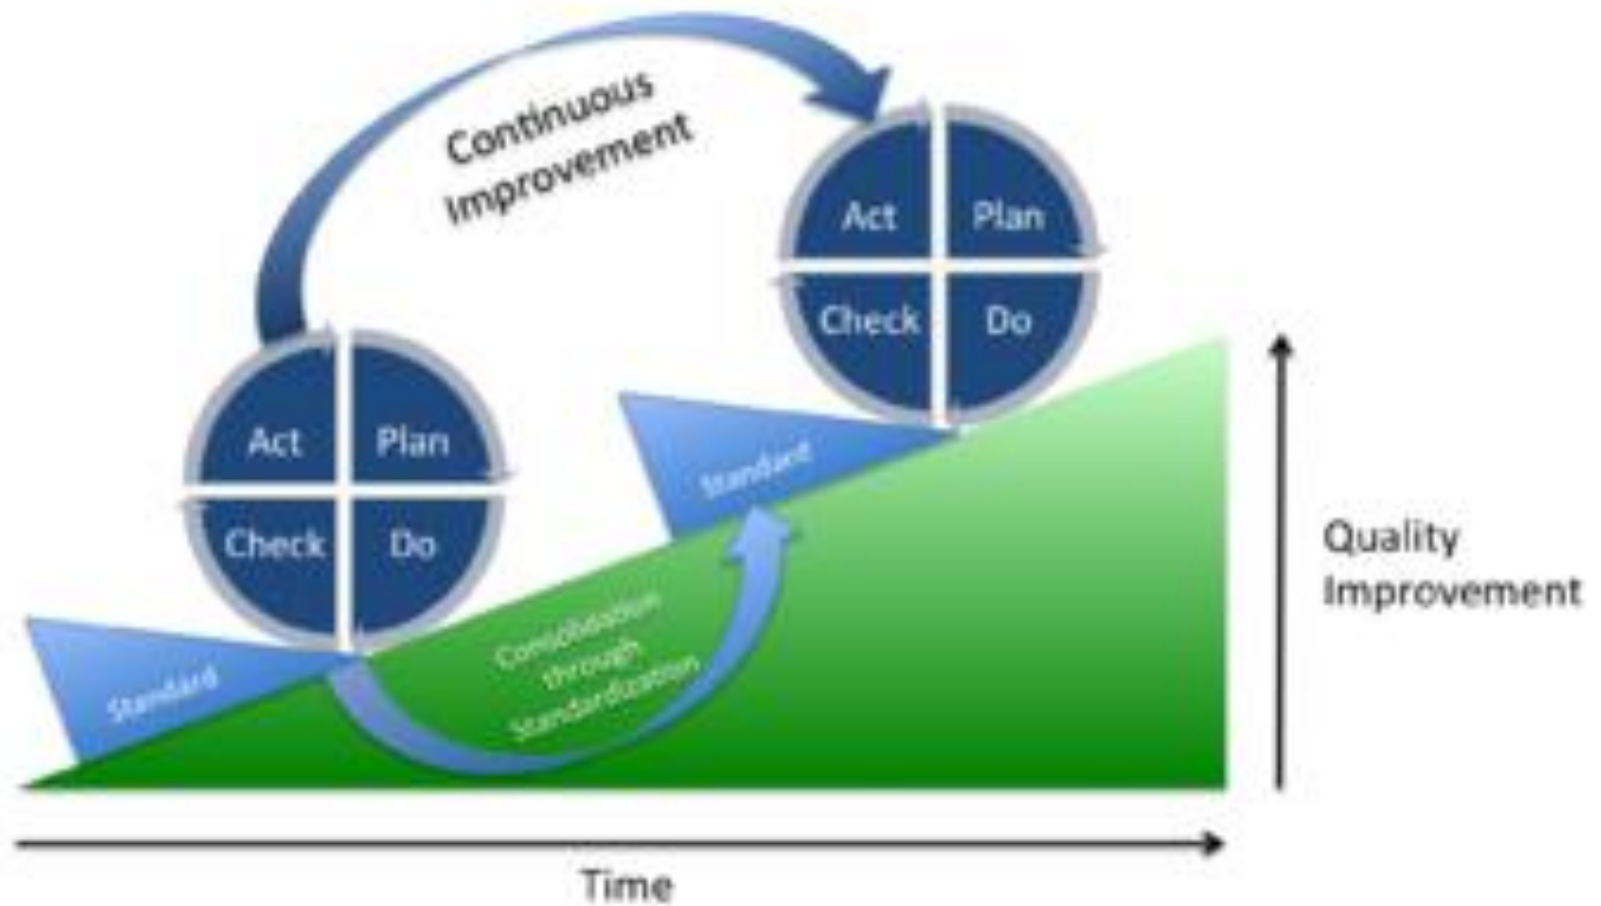 Continuous
Improvement
Act
Plan
Check
Do
Act
Plan
Check
Do
Standard
Standard
Consolidation
through
Standardization
Quality
Improvement
Time